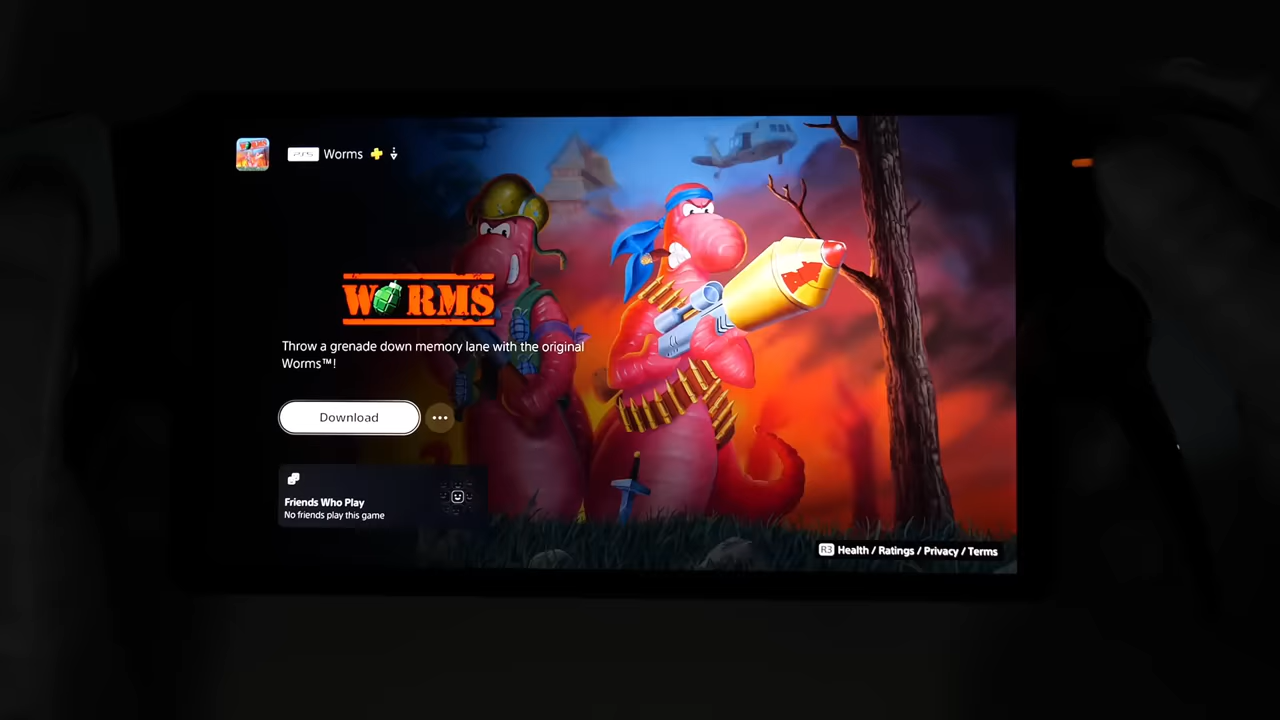 WORMS
PS5 Worms
WORMS
Throw a grenade down memory lane with the original
Worms™!
Download
Friends Who Play
No friends play this game
R3 Health / Ratings / Privacy / Terms